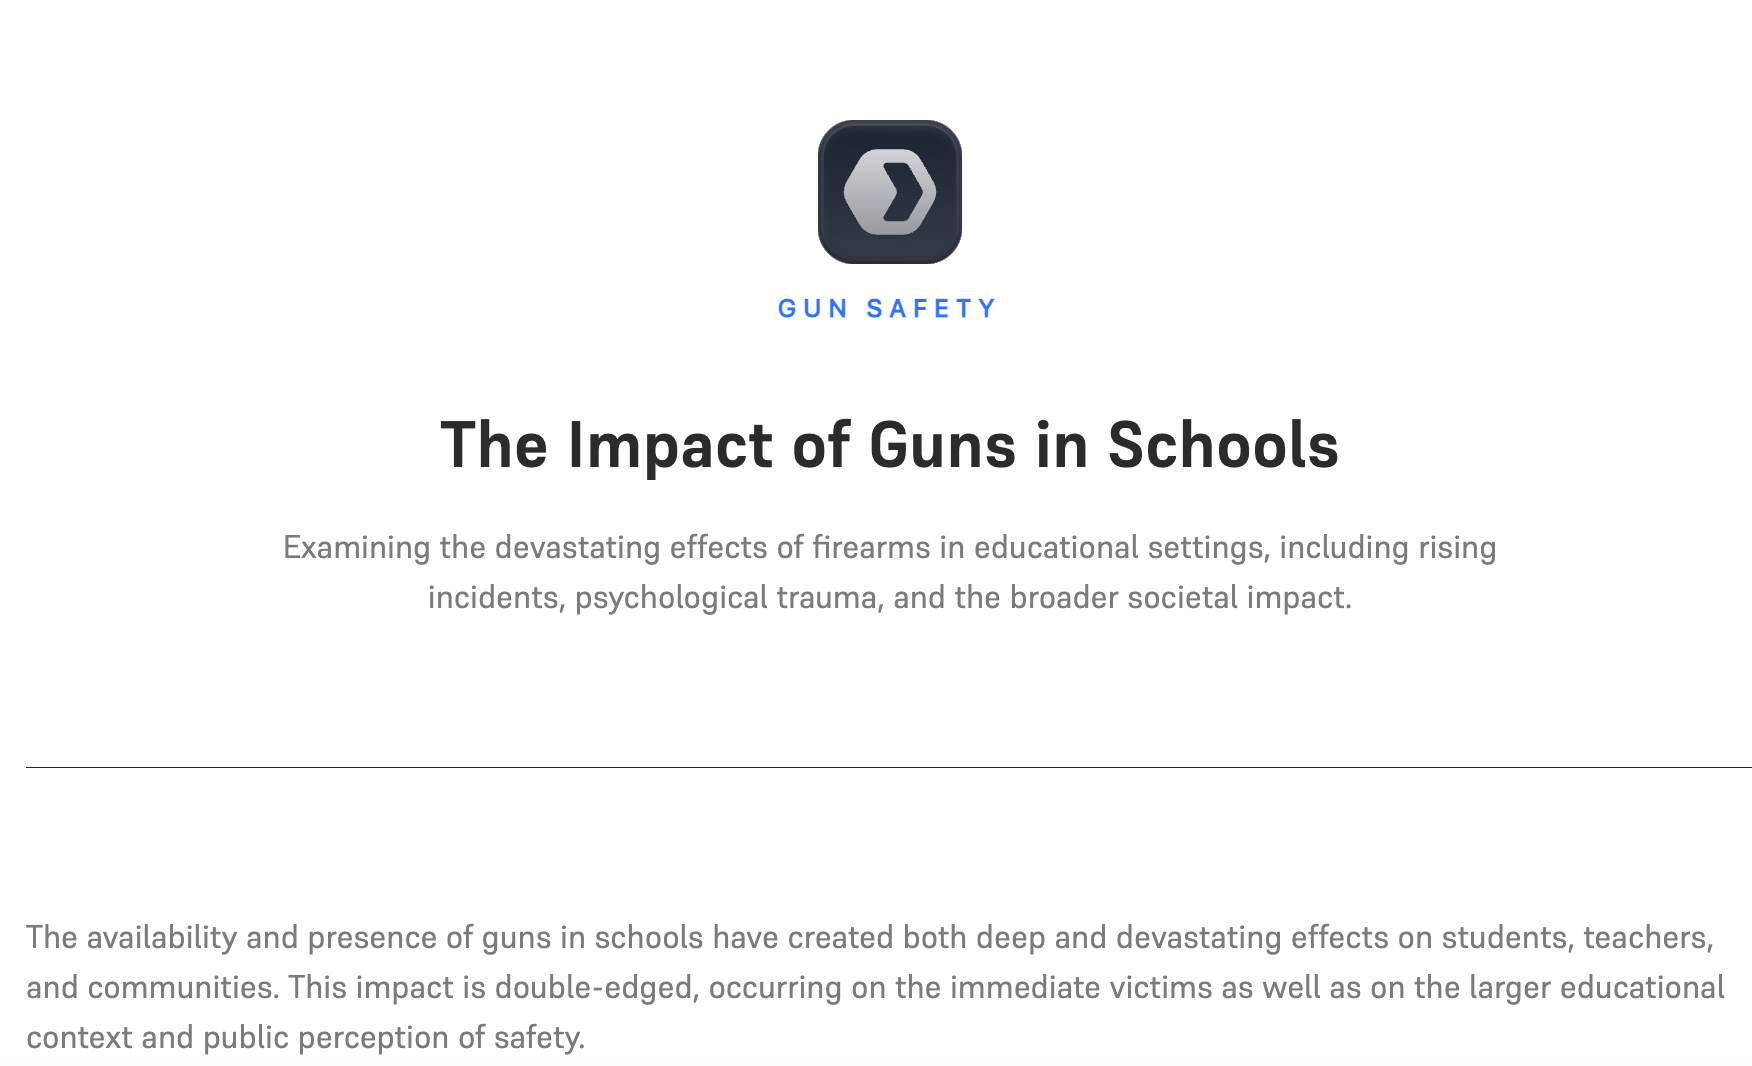 GUN SAFETY
The Impact of Guns in Schools
Examining the devastating effects of firearms in educational settings, including rising
incidents, psychological trauma, and the broader societal impact.
The availability and presence of guns in schools have created both deep and devastating effects on students, teachers,
and communities. This impact is double-edged, occurring on the immediate victims as well as on the larger educational
context and public perception of safety.